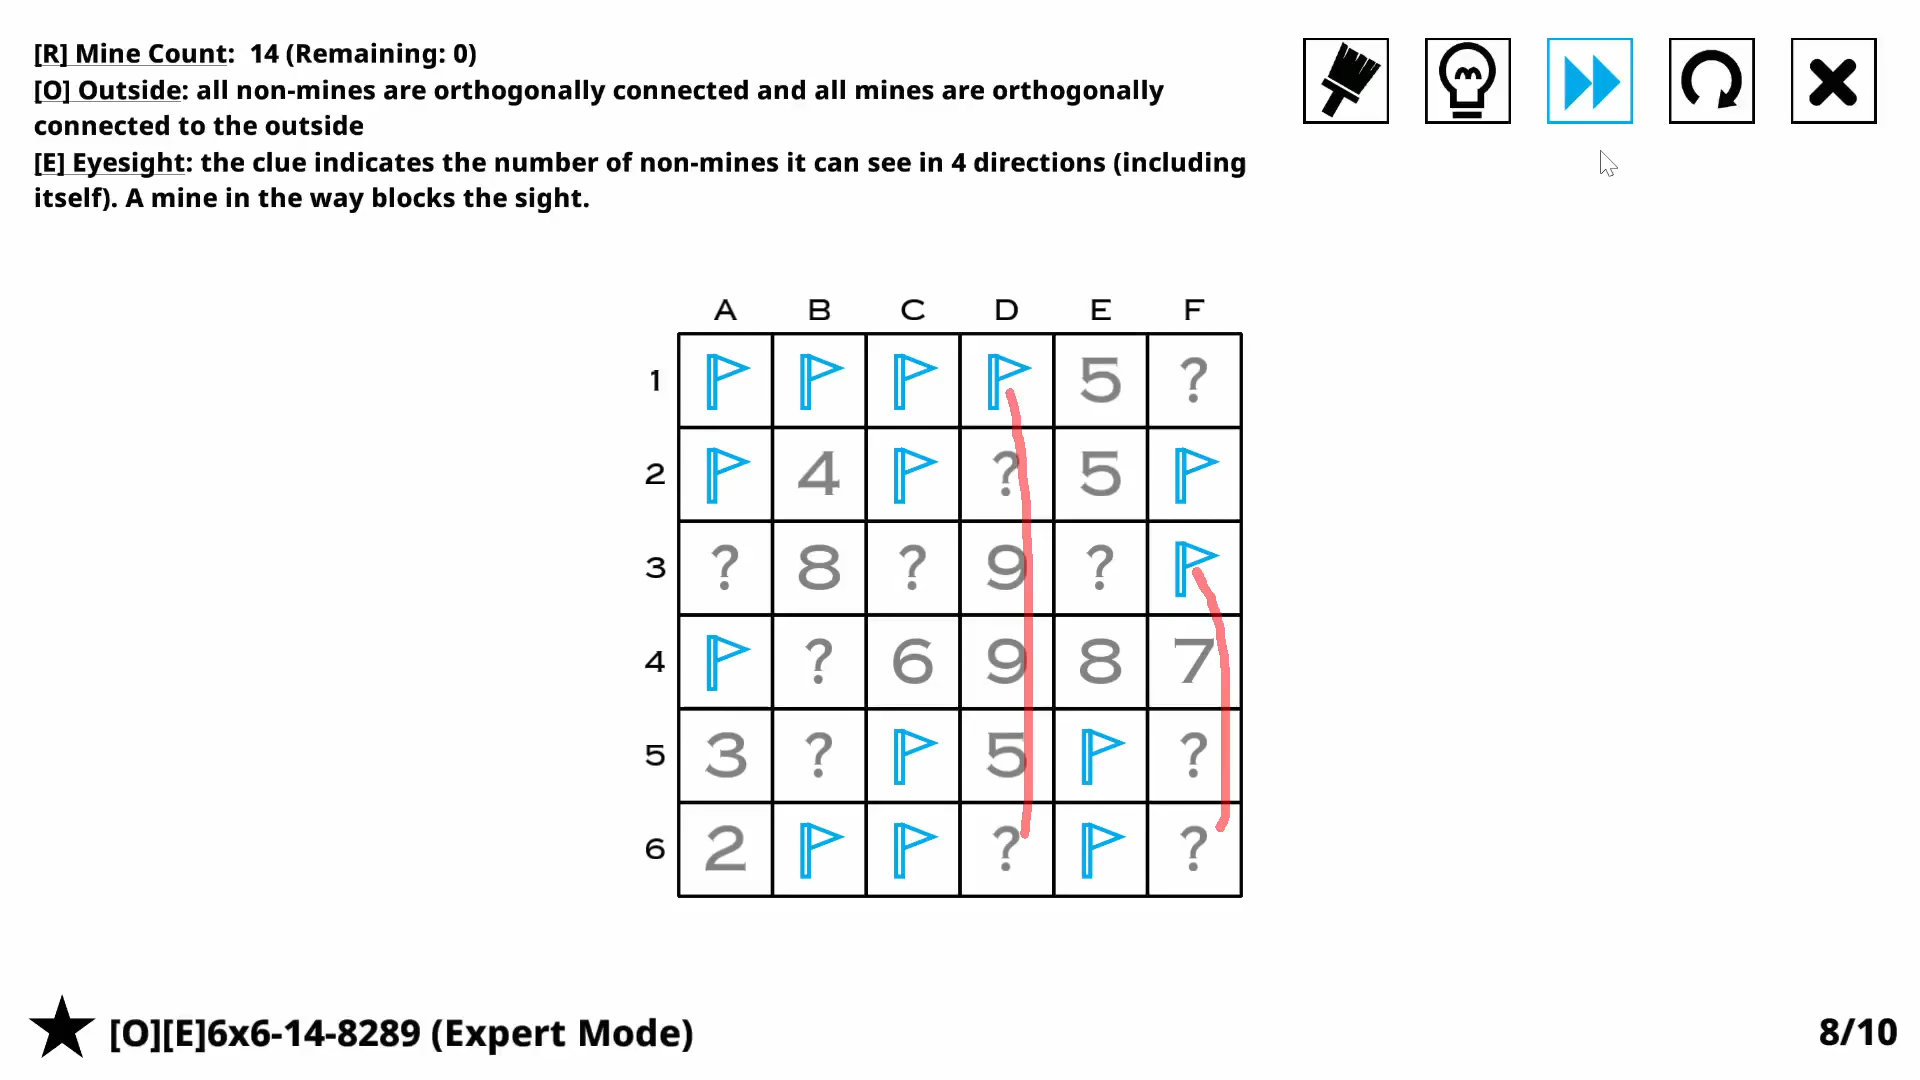 [R] Mine Count: 14 (Remaining: 0)
[O] Outside: all non-mines are orthogonally connected and all mines are orthogonally
connected to the outside
[E] Eyesight: the clue indicates the number of non-mines it can see in 4 directions (including
itself). A mine in the way blocks the sight.
A B C D E F
1 5 ?
2 4 ? 5
3 ? 8 ? 9 ?
4 ? 6 9 8 7
5 3 ? 5 ?
6 2 ? ?
[O][E]6x6-14-8289 (Expert Mode)
8/10